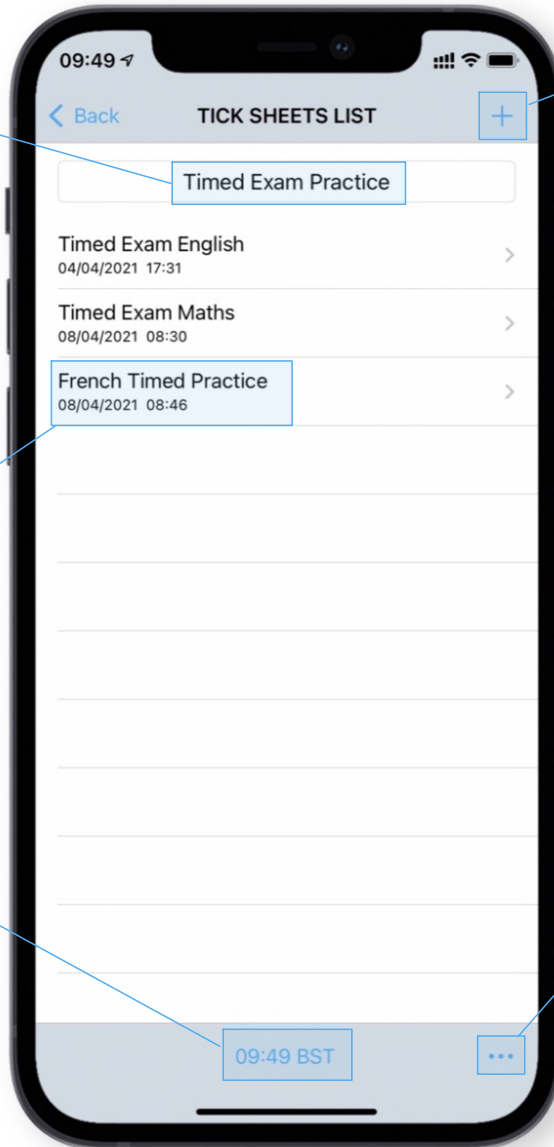 09:49
Back
TICK SHEETS LIST
Timed Exam Practice
Timed Exam English
04/04/2021 17:31
Timed Exam Maths
08/04/2021 08:30
French Timed Practice
08/04/2021 08:46
09:49 BST